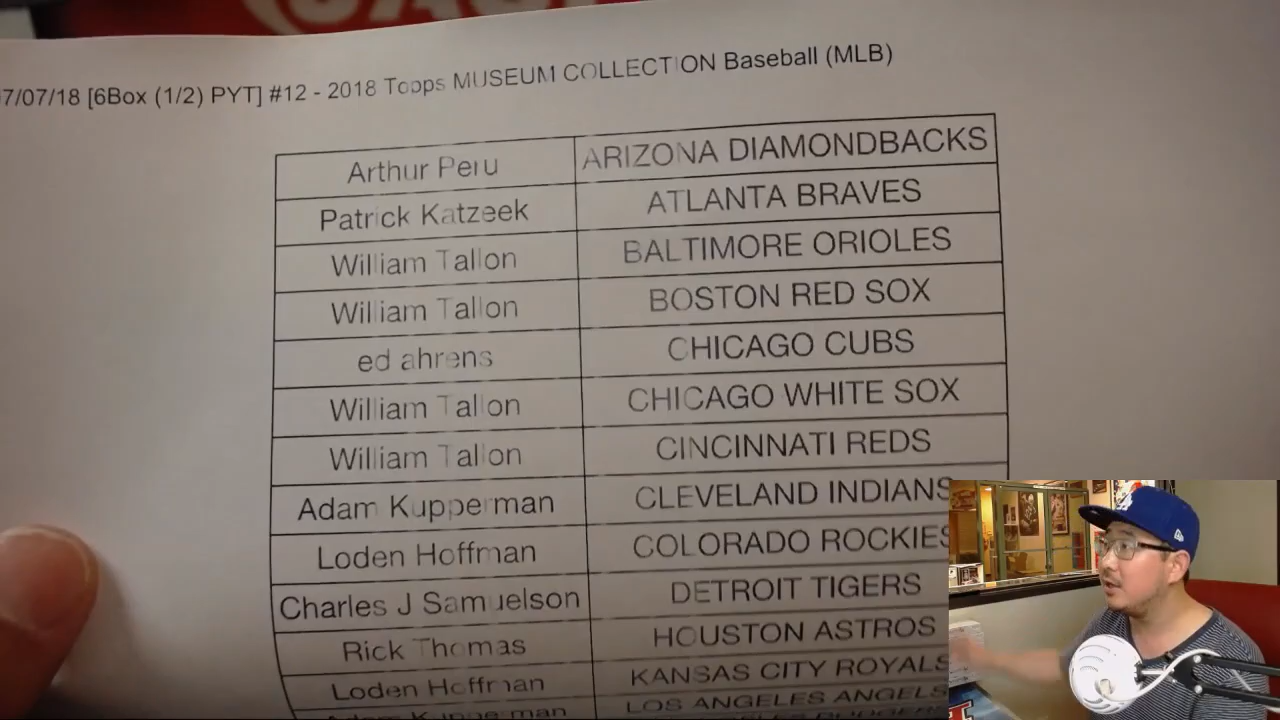 7/07/18 [6Box (1/2) PYT] #12 - 2018 Topps MUSEUM COLLECTION Baseball (MLB)
Arthur Peru ARIZONA DIAMONDBACKS
Patrick Katzeek ATLANTA BRAVES
William Tallon BALTIMORE ORIOLES
William Tallon BOSTON RED SOX
ed ahrens CHICAGO CUBS
William Tallon CHICAGO WHITE SOX
William Tallon CINCINNATI REDS
Adam Kupperman CLEVELAND INDIANS
Loden Hoffman COLORADO ROCKIES
Charles J Samuelson DETROIT TIGERS
Rick Thomas HOUSTON ASTROS
Loden Hoffman KANSAS CITY ROYALS
Adam Kupperman LOS ANGELES ANGELS
LA